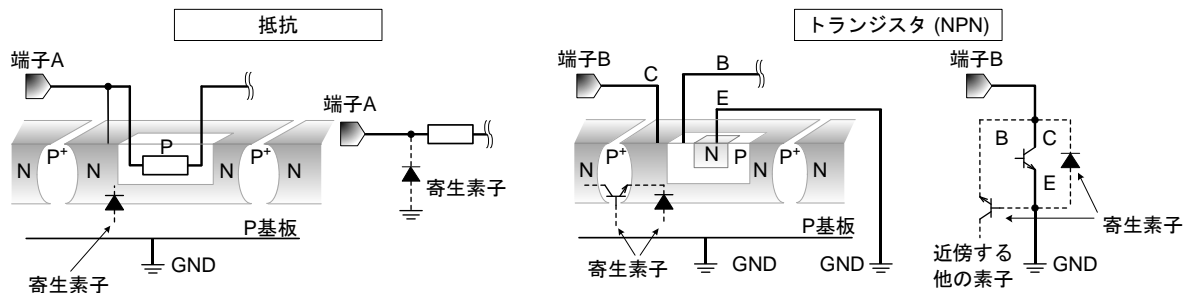 抵抗
トランジスタ (NPN)
端子A
端子A
P
N
P+
N
P+
N
N
寄生素子
P基板
寄生素子
GND
端子B
C
B
E
N
P+
N
N
P
P+
N
N
P基板
寄生素子
GND
GND
端子B
B
C
E
寄生素子
近傍する
他の素子
GND